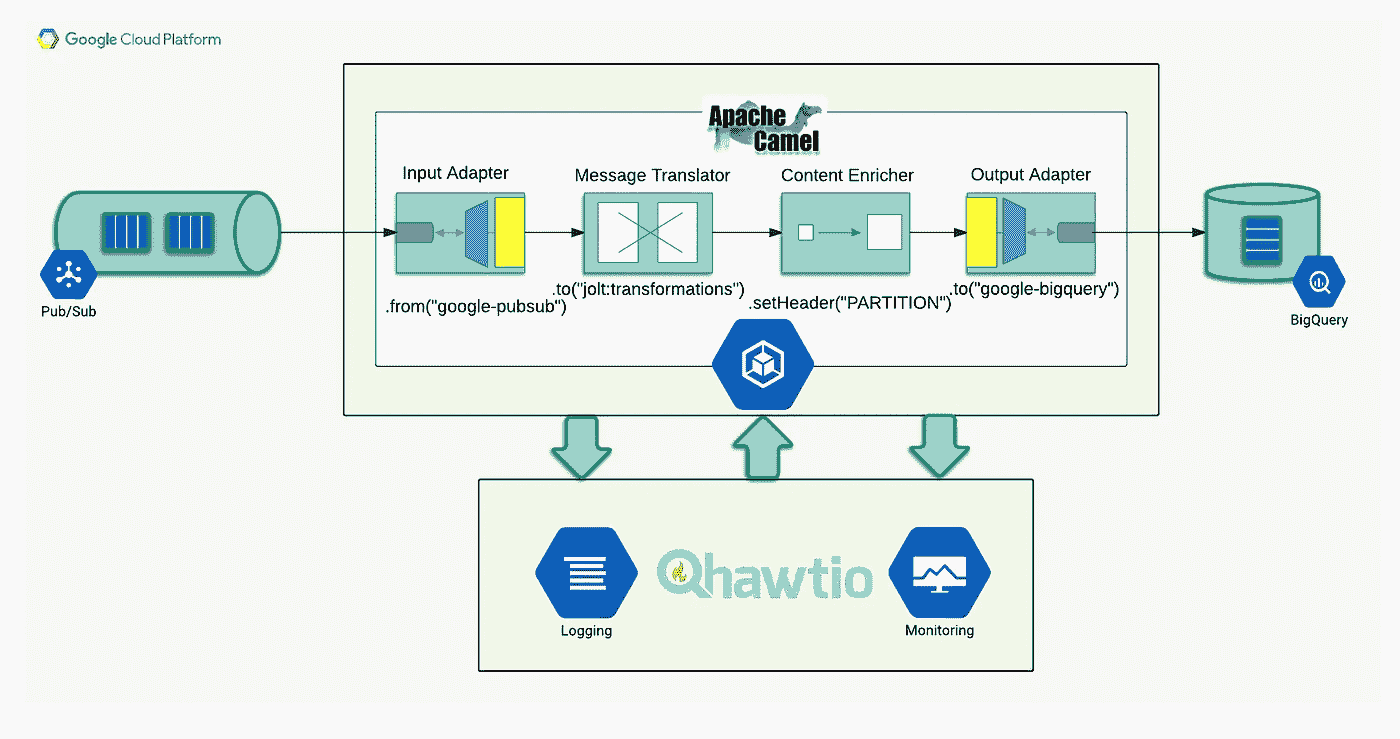 Google Cloud Platform
Apache
Camel
Input Adapter
Message Translator
Content Enricher
Output Adapter
.from("google-pubsub")
.to("jolt:transformations")
.setHeader("PARTITION")
.to("google-bigquery")
Pub/Sub
BigQuery
hawtio
Logging
Monitoring